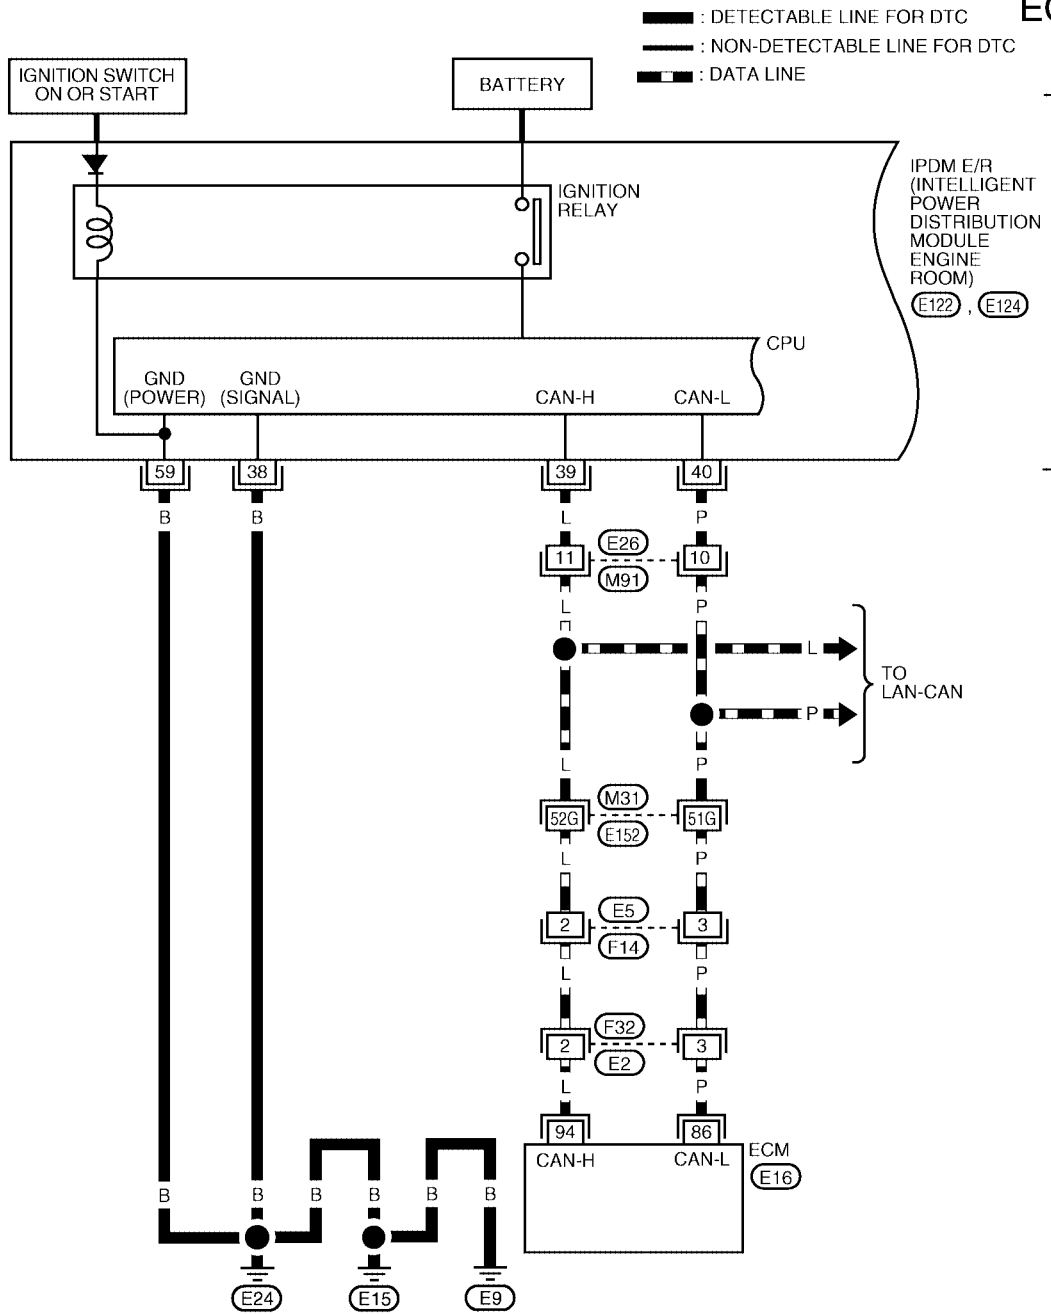 : DETECTABLE LINE FOR DTC
: NON-DETECTABLE LINE FOR DTC
: DATA LINE
IGNITION SWITCH
ON OR START
BATTERY
IGNITION
RELAY
IPDM E/R
(INTELLIGENT
POWER
DISTRIBUTION
MODULE
ENGINE
ROOM)
E122 , E124
CPU
GND
(POWER)
GND
(SIGNAL)
CAN-H
CAN-L
59
38
39
40
B
B
L
P
11
E26
M91
10
L
P
L
P
TO
LAN-CAN
L
P
52G
M31
E152
51G
L
P
2
E5
F14
3
L
P
2
F32
E2
3
L
P
94
86
CAN-H
CAN-L
ECM
E16
B
B
B
B
B
B
E24
E15
E9